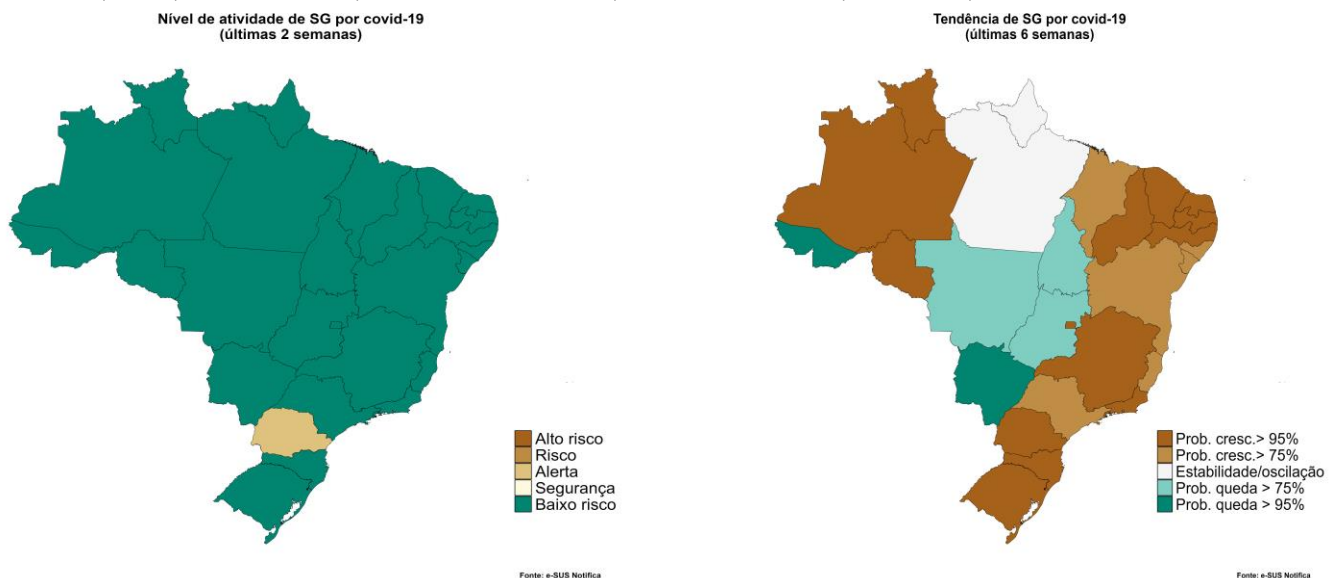 Nível de atividade de SG por covid-19
(últimas 2 semanas)
Alto risco
Risco
Alerta
Segurança
Baixo risco
Fonte: e-SUS Notifica
Tendência de SG por covid-19
(últimas 6 semanas)
Prob. cresc.> 95%
Prob. cresc.> 75%
Estabilidade/oscilação
Prob. queda > 75%
Prob. queda > 95%
Fonte: e-SUS Notifica